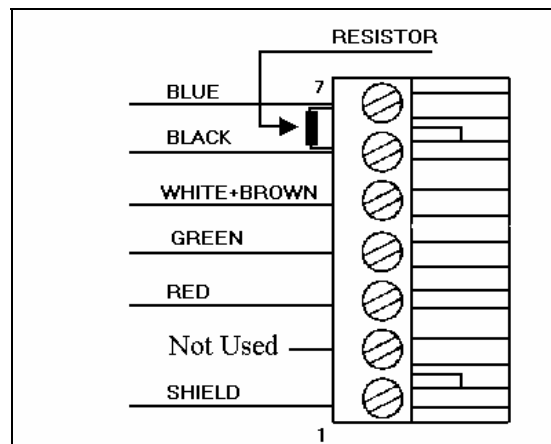 RESISTOR
7
BLUE
BLACK
WHITE+BROWN
GREEN
RED
Not Used
SHIELD
1